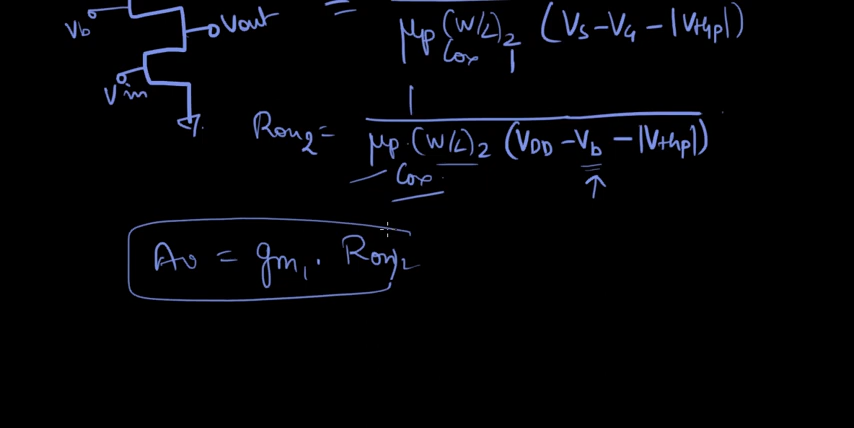 Vb Vout = μp (W/L)2 Cox (VS - VG - |Vthp|)
Vin
Ron2 = 1 / μp · (W/L)2 (VDD - Vb - |Vthp|)
Cox
Av = gm1 · Ron2